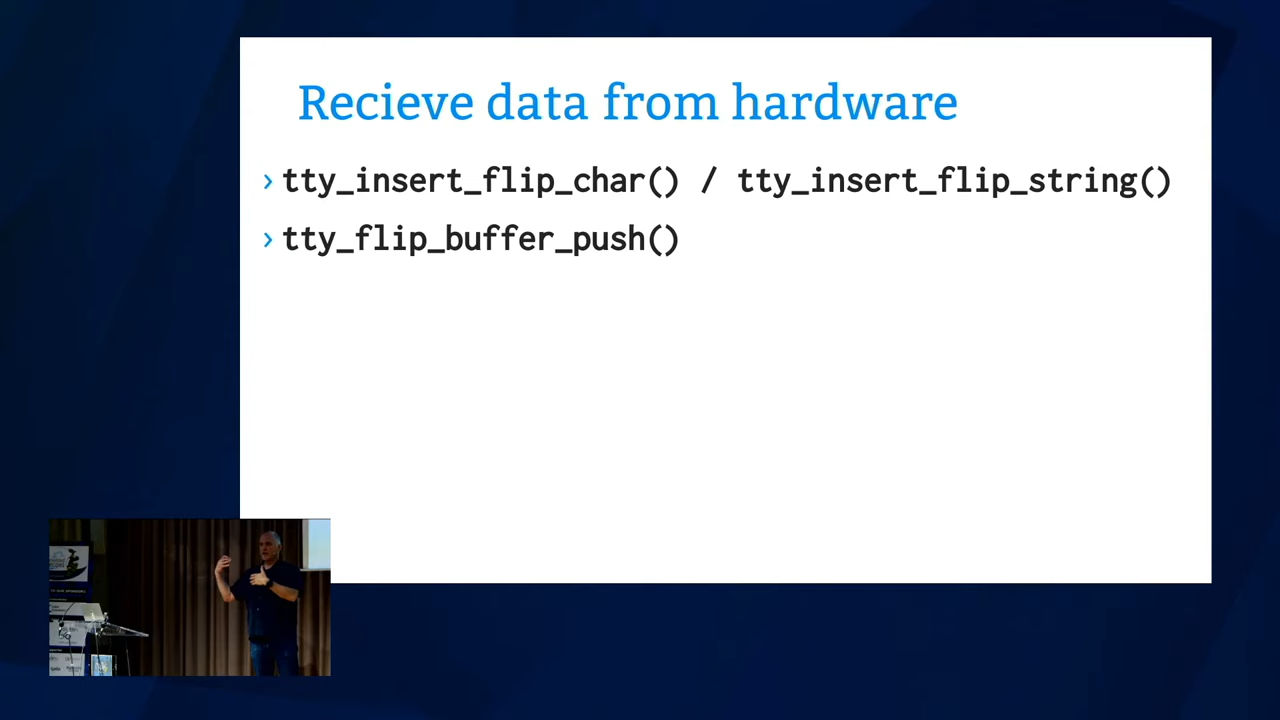 Recieve data from hardware
› tty_insert_flip_char() / tty_insert_flip_string()
› tty_flip_buffer_push()